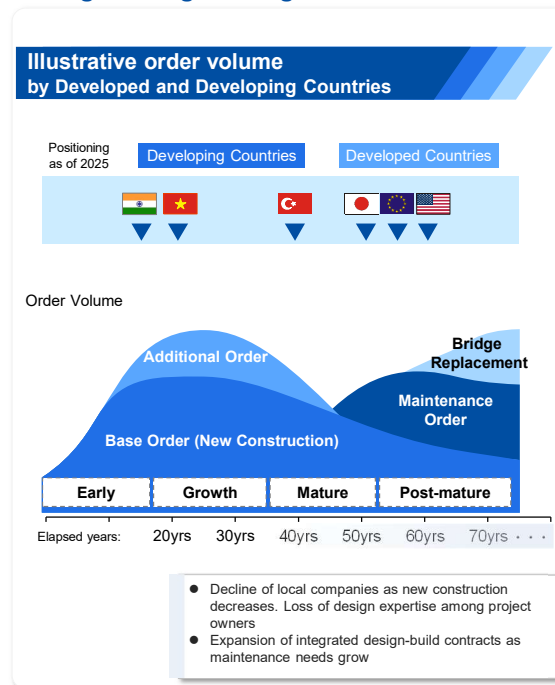 Illustrative order volume
by Developed and Developing Countries
Positioning
as of 2025
Developing Countries
Developed Countries
Order Volume
Additional Order
Bridge
Replacement
Maintenance
Order
Base Order (New Construction)
Early
Growth
Mature
Post-mature
Elapsed years:
20yrs
30yrs
40yrs
50yrs
60yrs
70yrs · · ·
● Decline of local companies as new construction
decreases. Loss of design expertise among project
owners
● Expansion of integrated design-build contracts as
maintenance needs grow